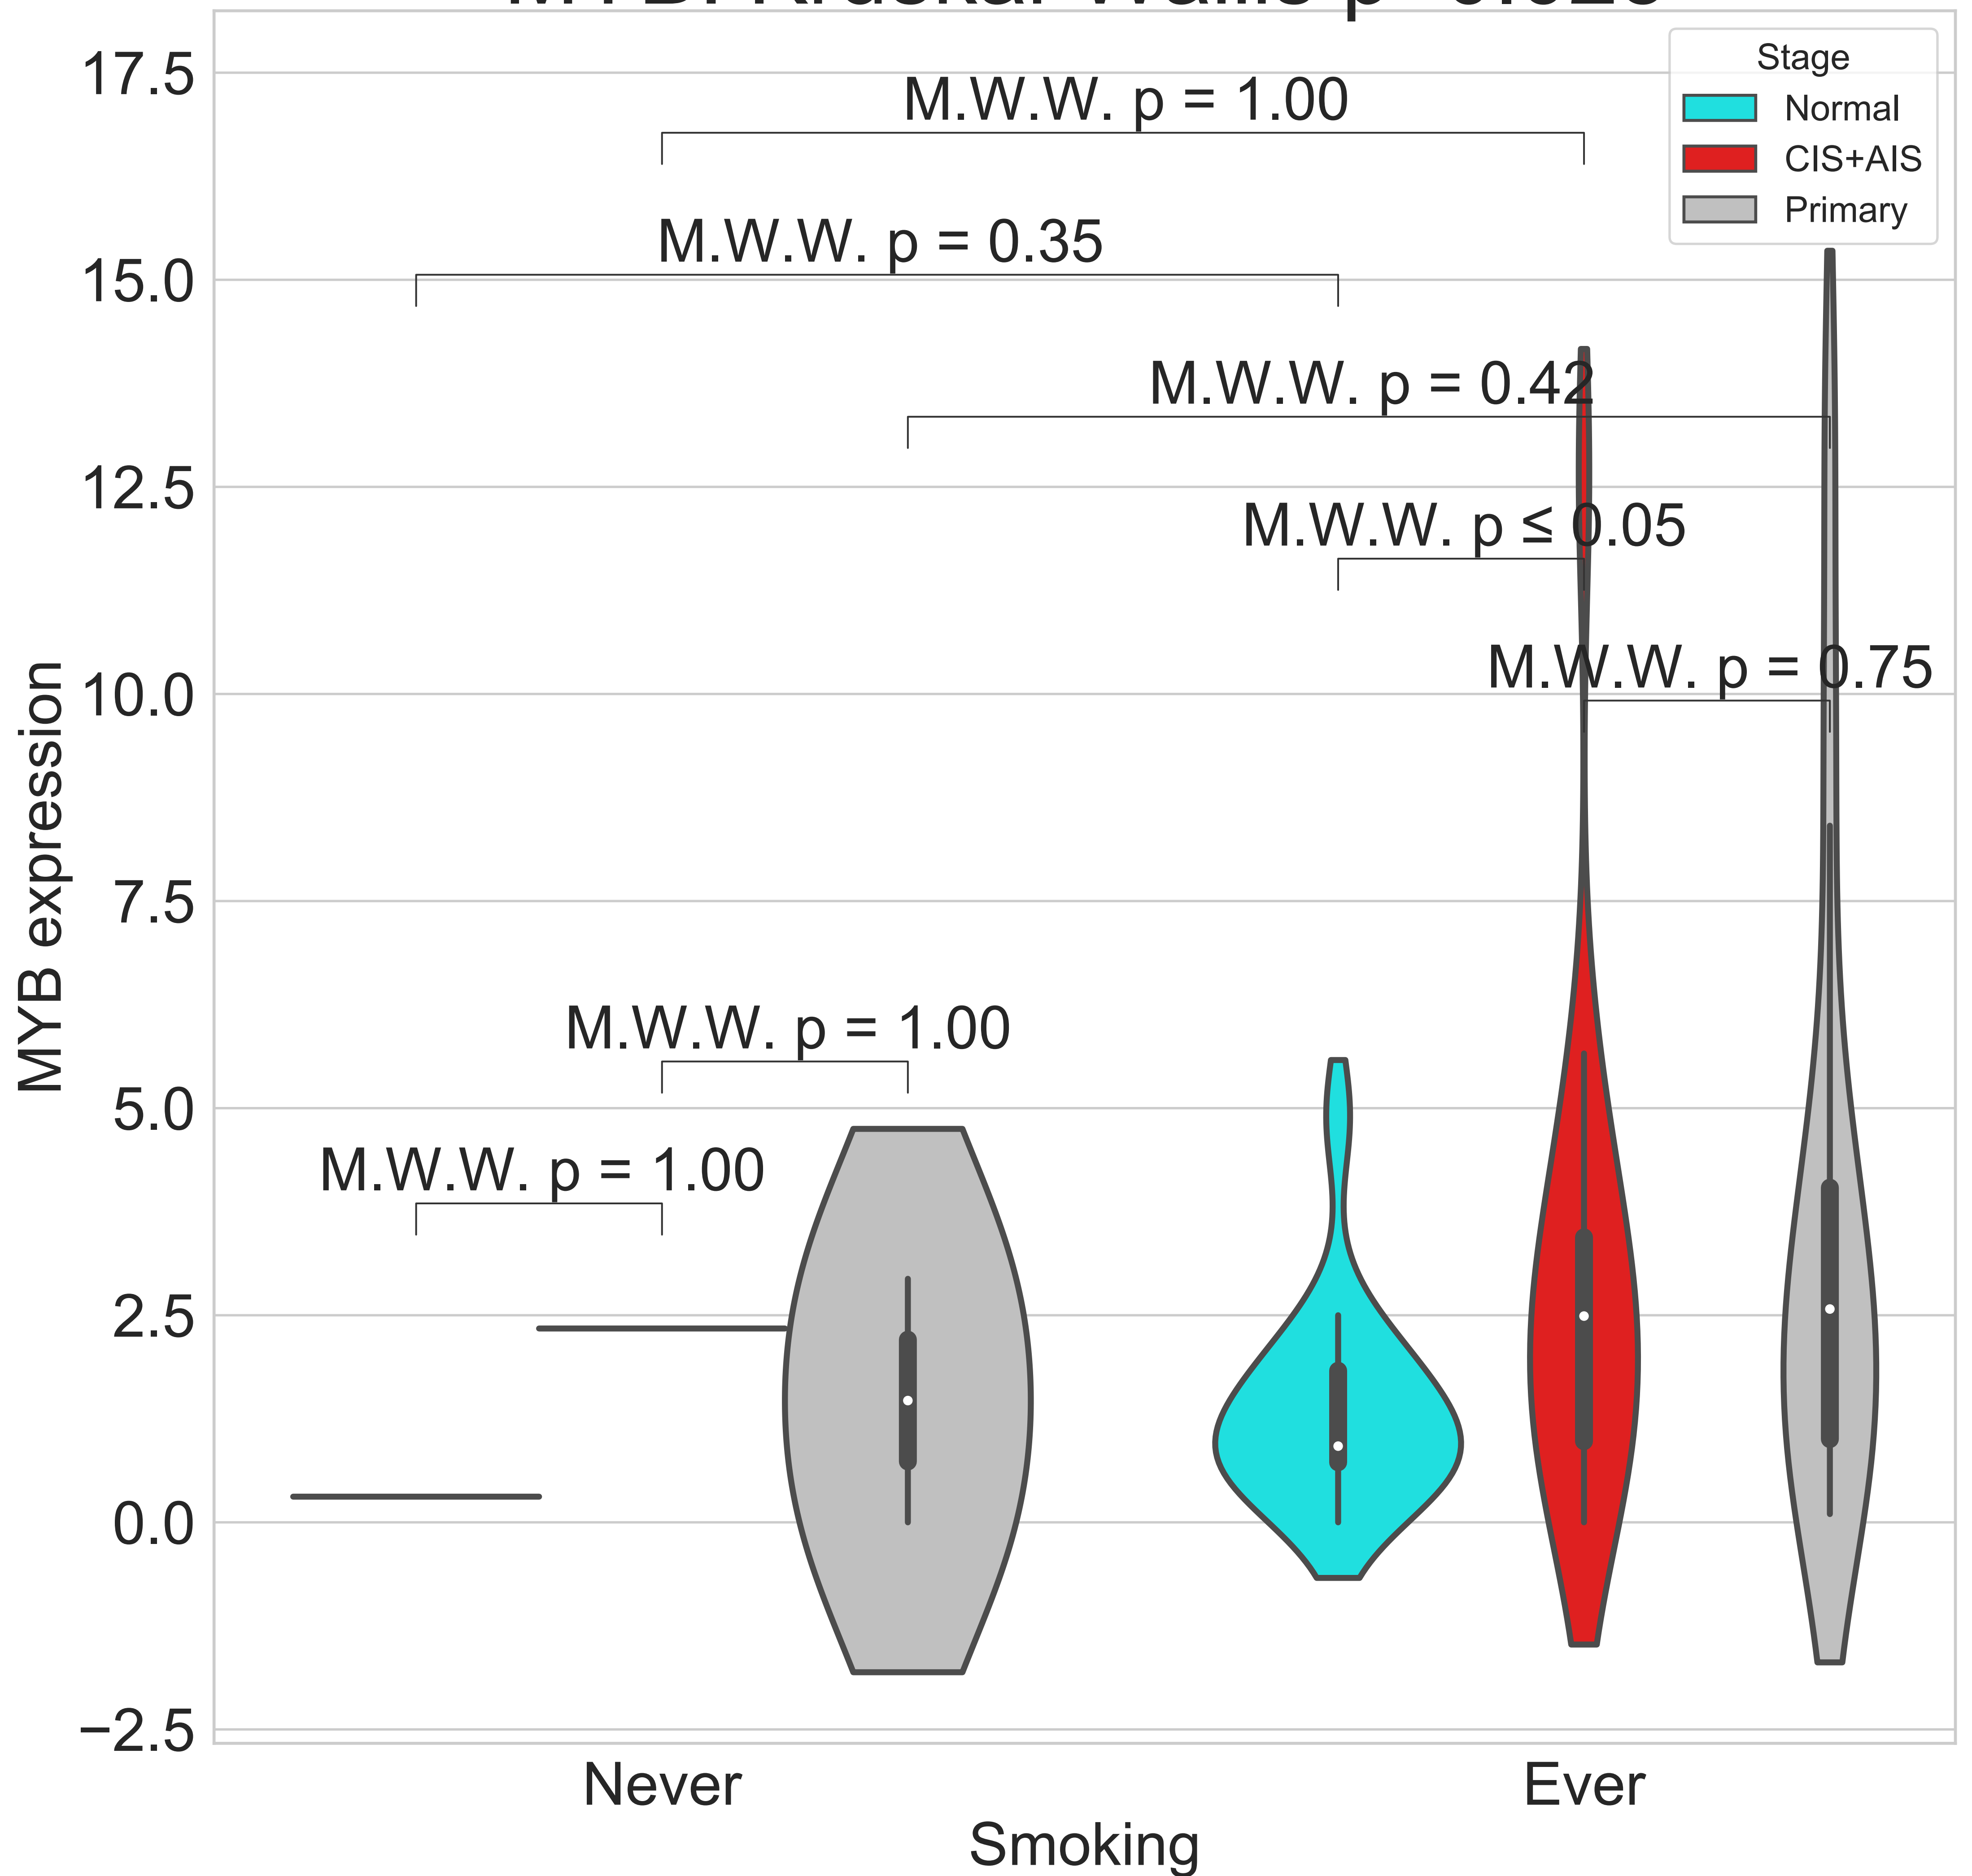 17.5
15.0
12.5
10.0
7.5
5.0
2.5
0.0
−2.5
MYB expression
Stage
Normal
CIS+AIS
Primary
M.W.W. p = 1.00
M.W.W. p = 0.35
M.W.W. p = 0.42
M.W.W. p ≤ 0.05
M.W.W. p = 0.75
M.W.W. p = 1.00
M.W.W. p = 1.00
Never
Ever
Smoking